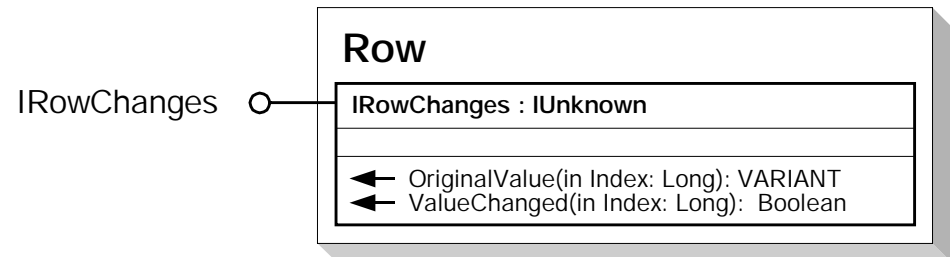 Row
IRowChanges
IRowChanges : IUnknown
OriginalValue(in Index: Long): VARIANT
ValueChanged(in Index: Long): Boolean